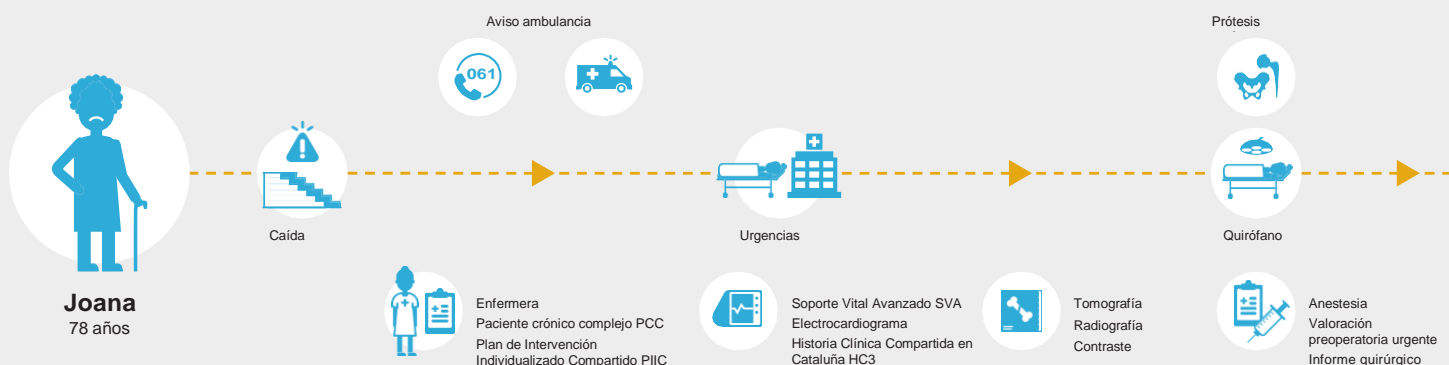 Aviso ambulancia
Prótesis
061
Caída
Urgencias
Quirófano
Joana
78 años
Enfermera
Paciente crónico complejo PCC
Plan de Intervención
Individualizado Compartido PIIC
Soporte Vital Avanzado SVA
Electrocardiograma
Historia Clínica Compartida en
Cataluña HC3
Tomografía
Radiografía
Contraste
Anestesia
Valoración
preoperatoria urgente
Informe quirúrgico